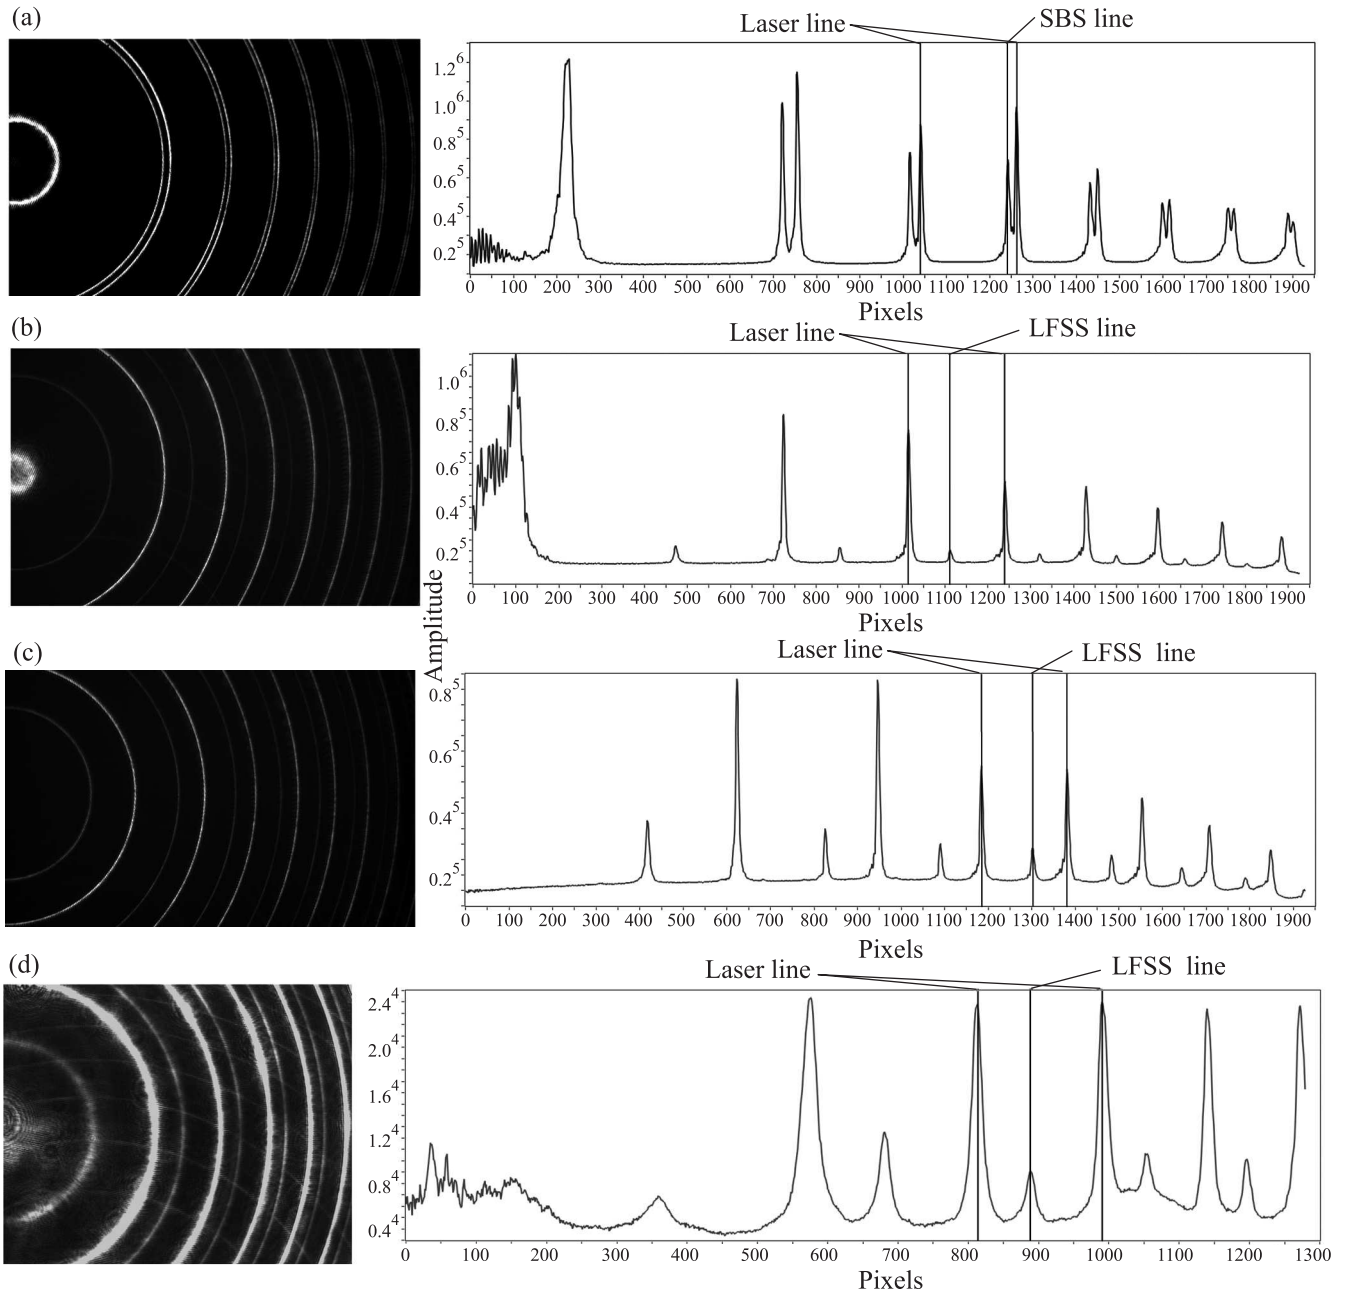 (a)
Laser line
SBS line
1.2⁶
1.0⁶
0.8⁵
0.6⁵
0.4⁵
0.2⁵
0 100 200 300 400 500 600 700 800 900 1000 1100 1200 1300 1400 1500 1600 1700 1800 1900
Pixels
(b)
Laser line
LFSS line
1.0⁶
0.8⁵
0.6⁵
0.4⁵
0.2⁵
0 100 200 300 400 500 600 700 800 900 1000 1100 1200 1300 1400 1500 1600 1700 1800 1900
Pixels
Amplitude
(c)
Laser line
LFSS line
0.8⁵
0.6⁵
0.4⁵
0.2⁵
0 100 200 300 400 500 600 700 800 900 1000 1100 1200 1300 1400 1500 1600 1700 1800 1900
Pixels
(d)
Laser line
LFSS line
2.4⁴
2.0⁴
1.6⁴
1.2⁴
0.8⁴
0.4⁴
0 100 200 300 400 500 600 700 800 900 1000 1100 1200 1300
Pixels